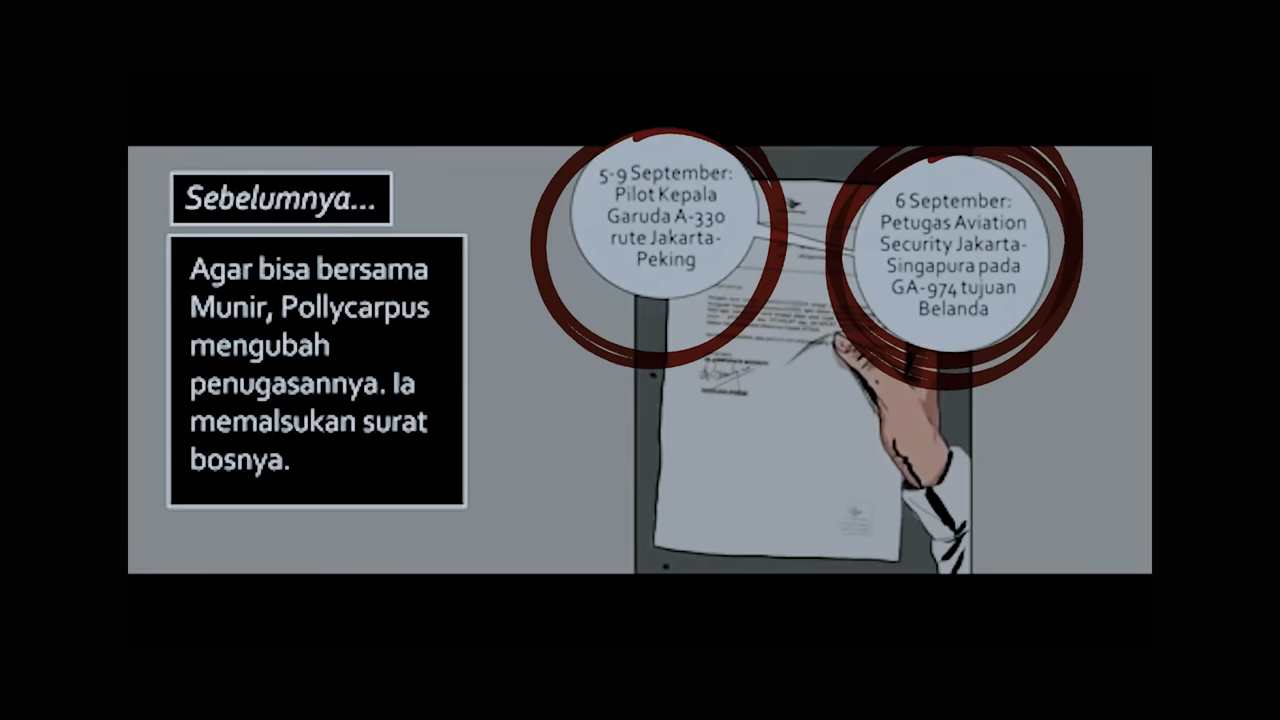 Sebelumnya...
Agar bisa bersama
Munir, Pollycarpus
mengubah
penugasannya. Ia
memalsukan surat
bosnya.
5-9 September:
Pilot Kepala
Garuda A-330
rute Jakarta-
Peking
6 September:
Petugas Aviation
Security Jakarta-
Singapura pada
GA-974 tujuan
Belanda